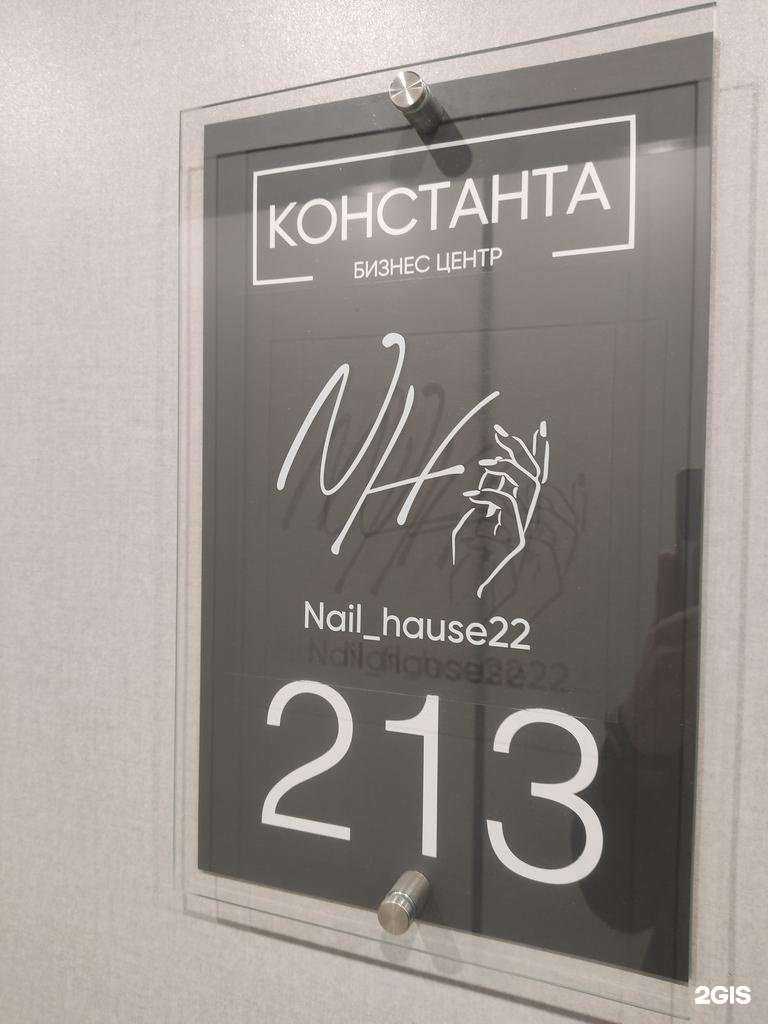 КОНСТАНТА
БИЗНЕС ЦЕНТР
NH
Nail_hause22
213
2GIS